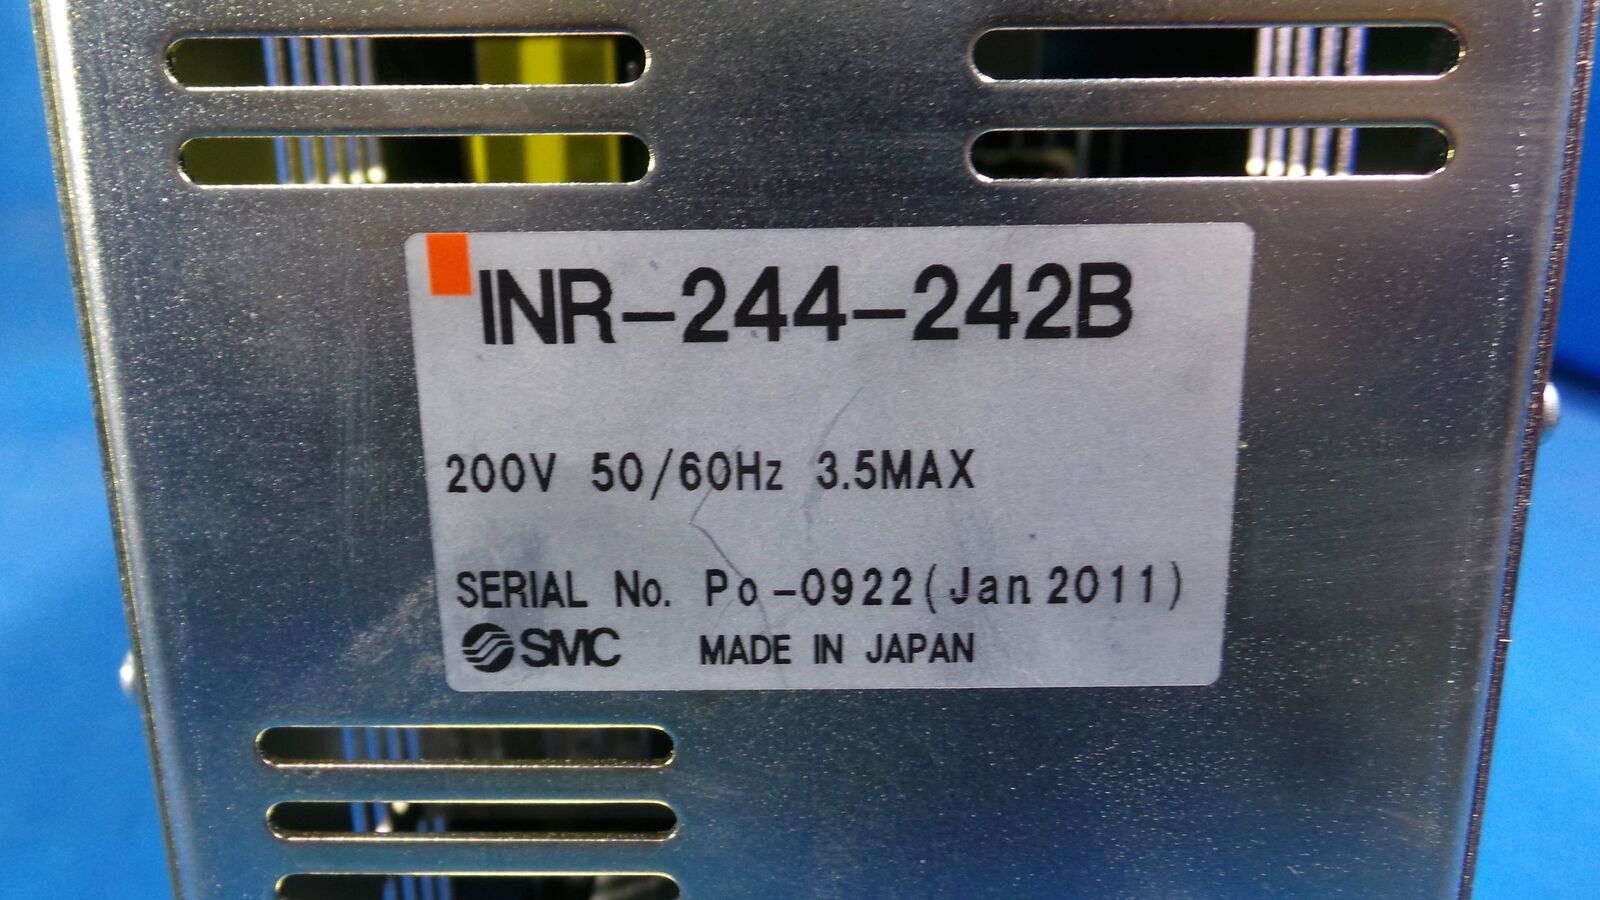 INR-244-242B
200V 50/60Hz 3.5MAX
SERIAL No. Po-0922(Jan 2011)
SMC MADE IN JAPAN